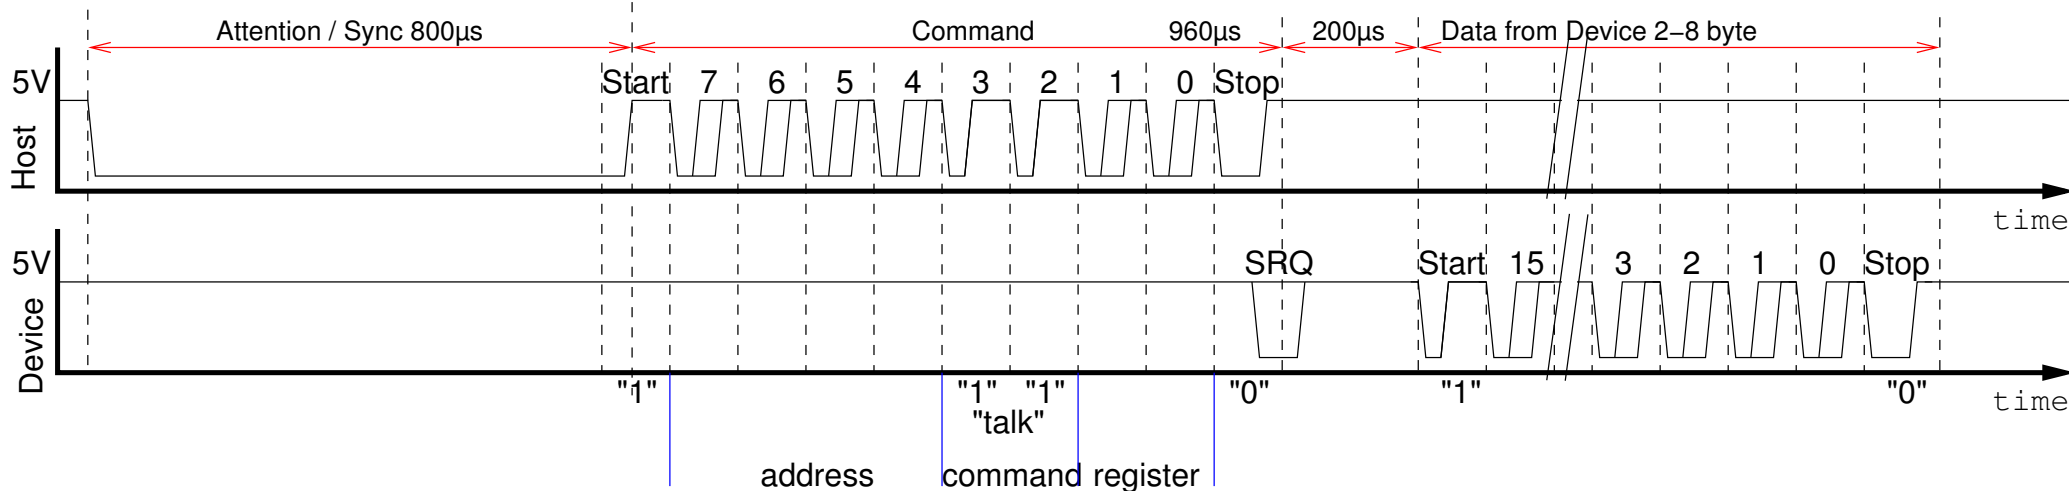 Attention / Sync 800µs Command 960µs 200µs Data from Device 2–8 byte
5V Start 7 6 5 4 3 2 1 0 Stop
Host
time
5V SRQ Start 15 3 2 1 0 Stop
Device
"1" "1" "1" "0" "1" "0"
time
"talk"
address command register